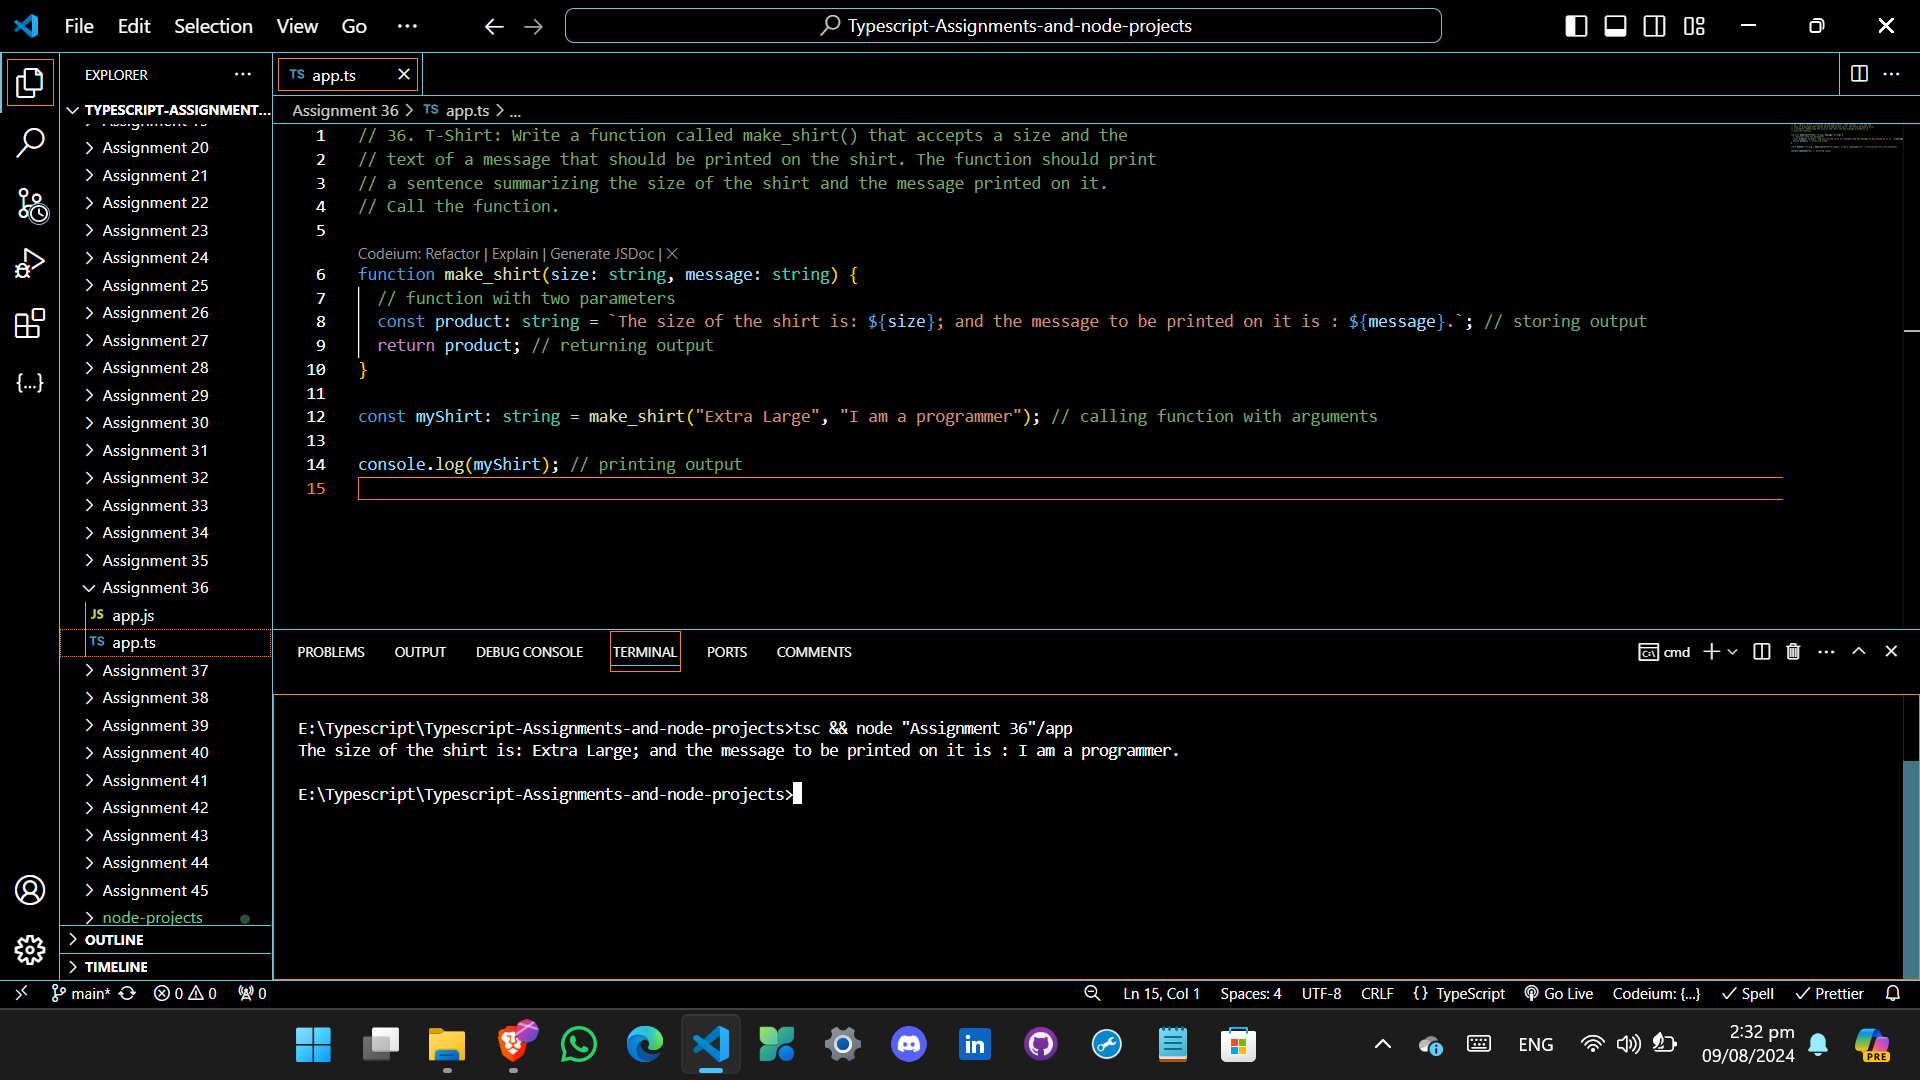 File Edit Selection View Go ···
Typescript-Assignments-and-node-projects
EXPLORER ···
TYPESCRIPT-ASSIGNMENT...
Assignment 20
Assignment 21
Assignment 22
Assignment 23
Assignment 24
Assignment 25
Assignment 26
Assignment 27
Assignment 28
Assignment 29
Assignment 30
Assignment 31
Assignment 32
Assignment 33
Assignment 34
Assignment 35
Assignment 36
JS app.js
TS app.ts
Assignment 37
Assignment 38
Assignment 39
Assignment 40
Assignment 41
Assignment 42
Assignment 43
Assignment 44
Assignment 45
node-projects
OUTLINE
TIMELINE
TS app.ts
Assignment 36 > TS app.ts > ...
1 // 36. T-Shirt: Write a function called make_shirt() that accepts a size and the
2 // text of a message that should be printed on the shirt. The function should print
3 // a sentence summarizing the size of the shirt and the message printed on it.
4 // Call the function.
5
Codeium: Refactor | Explain | Generate JSDoc | ✕
6 function make_shirt(size: string, message: string) {
7 // function with two parameters
8 const product: string = `The size of the shirt is: ${size}; and the message to be printed on it is : ${message}.`; // storing output
9 return product; // returning output
10 }
11
12 const myShirt: string = make_shirt("Extra Large", "I am a programmer"); // calling function with arguments
13
14 console.log(myShirt); // printing output
15
PROBLEMS OUTPUT DEBUG CONSOLE TERMINAL PORTS COMMENTS
cmd
E:\Typescript\Typescript-Assignments-and-node-projects>tsc && node "Assignment 36"/app
The size of the shirt is: Extra Large; and the message to be printed on it is : I am a programmer.
E:\Typescript\Typescript-Assignments-and-node-projects>
main* 0 0 0
Ln 15, Col 1 Spaces: 4 UTF-8 CRLF {} TypeScript Go Live Codeium: {...} Spell Prettier
ENG
2:32 pm
09/08/2024
PRE